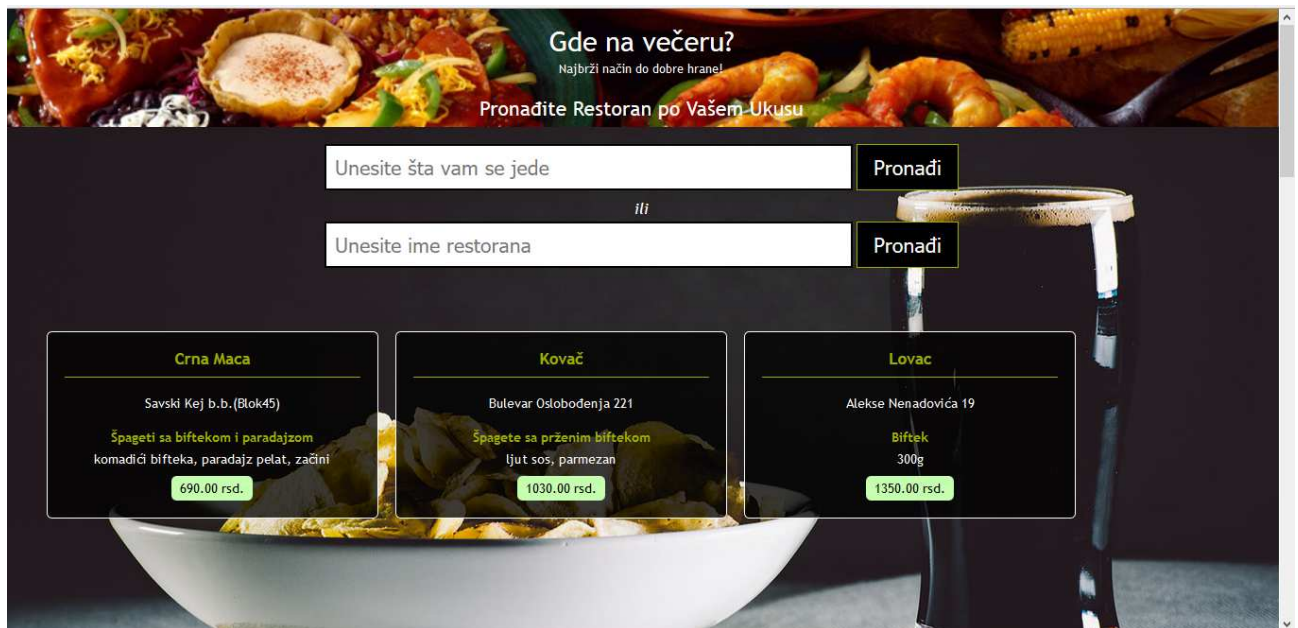 Gde na večeru?
Najbrži način do dobre hrane!
Pronađite Restoran po Vašem Ukusu
Unesite šta vam se jede
Pronađi
ili
Unesite ime restorana
Pronađi
Crna Maca
Savski Kej b.b.(Blok45)
Špageti sa biftekom i paradajzom
komadići bifteka, paradajz pelat, začini
690.00 rsd.
Kovač
Bulevar Oslobođenja 221
Špagete sa prženim biftekom
ljut sos, parmezan
1030.00 rsd.
Lovac
Alekse Nenadovića 19
Biftek
300g
1350.00 rsd.